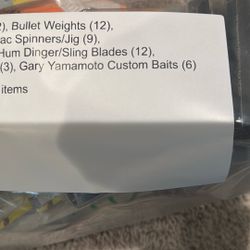 2), Bullet Weights (12),
ac Spinners/Jig (9),
Hum Dinger/Sling Blades (12),
(3), Gary Yamamoto Custom Baits (6)
items